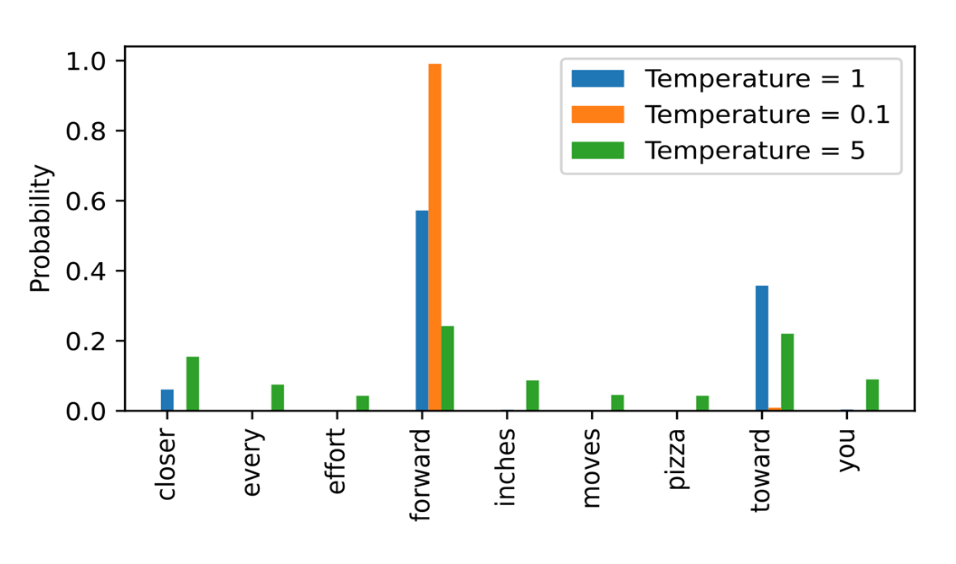 Probability
1.0
0.8
0.6
0.4
0.2
0.0
Temperature = 1
Temperature = 0.1
Temperature = 5
closer
every
effort
forward
inches
moves
pizza
toward
you